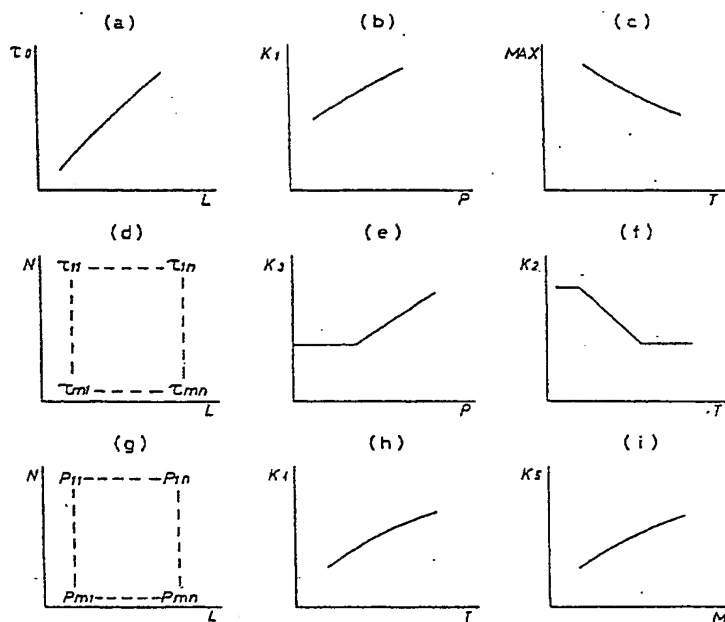 (a) (b) (c)
τ0 K1 MAX
L P T
(d) (e) (f)
N τ11 τ1n K3 K2
τm1 τmn
L P T
(g) (h) (i)
N P11 P1n K4 K5
Pm1 Pmn
L T M